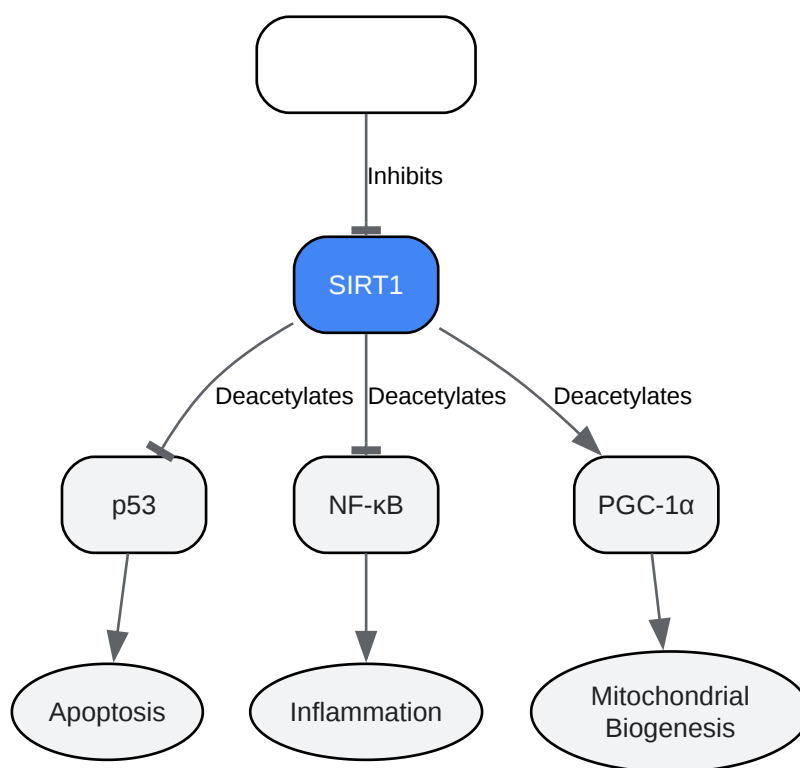 Inhibits
SIRT1
Deacetylates
Deacetylates
Deacetylates
p53
NF-κB
PGC-1α
Apoptosis
Inflammation
Mitochondrial
Biogenesis